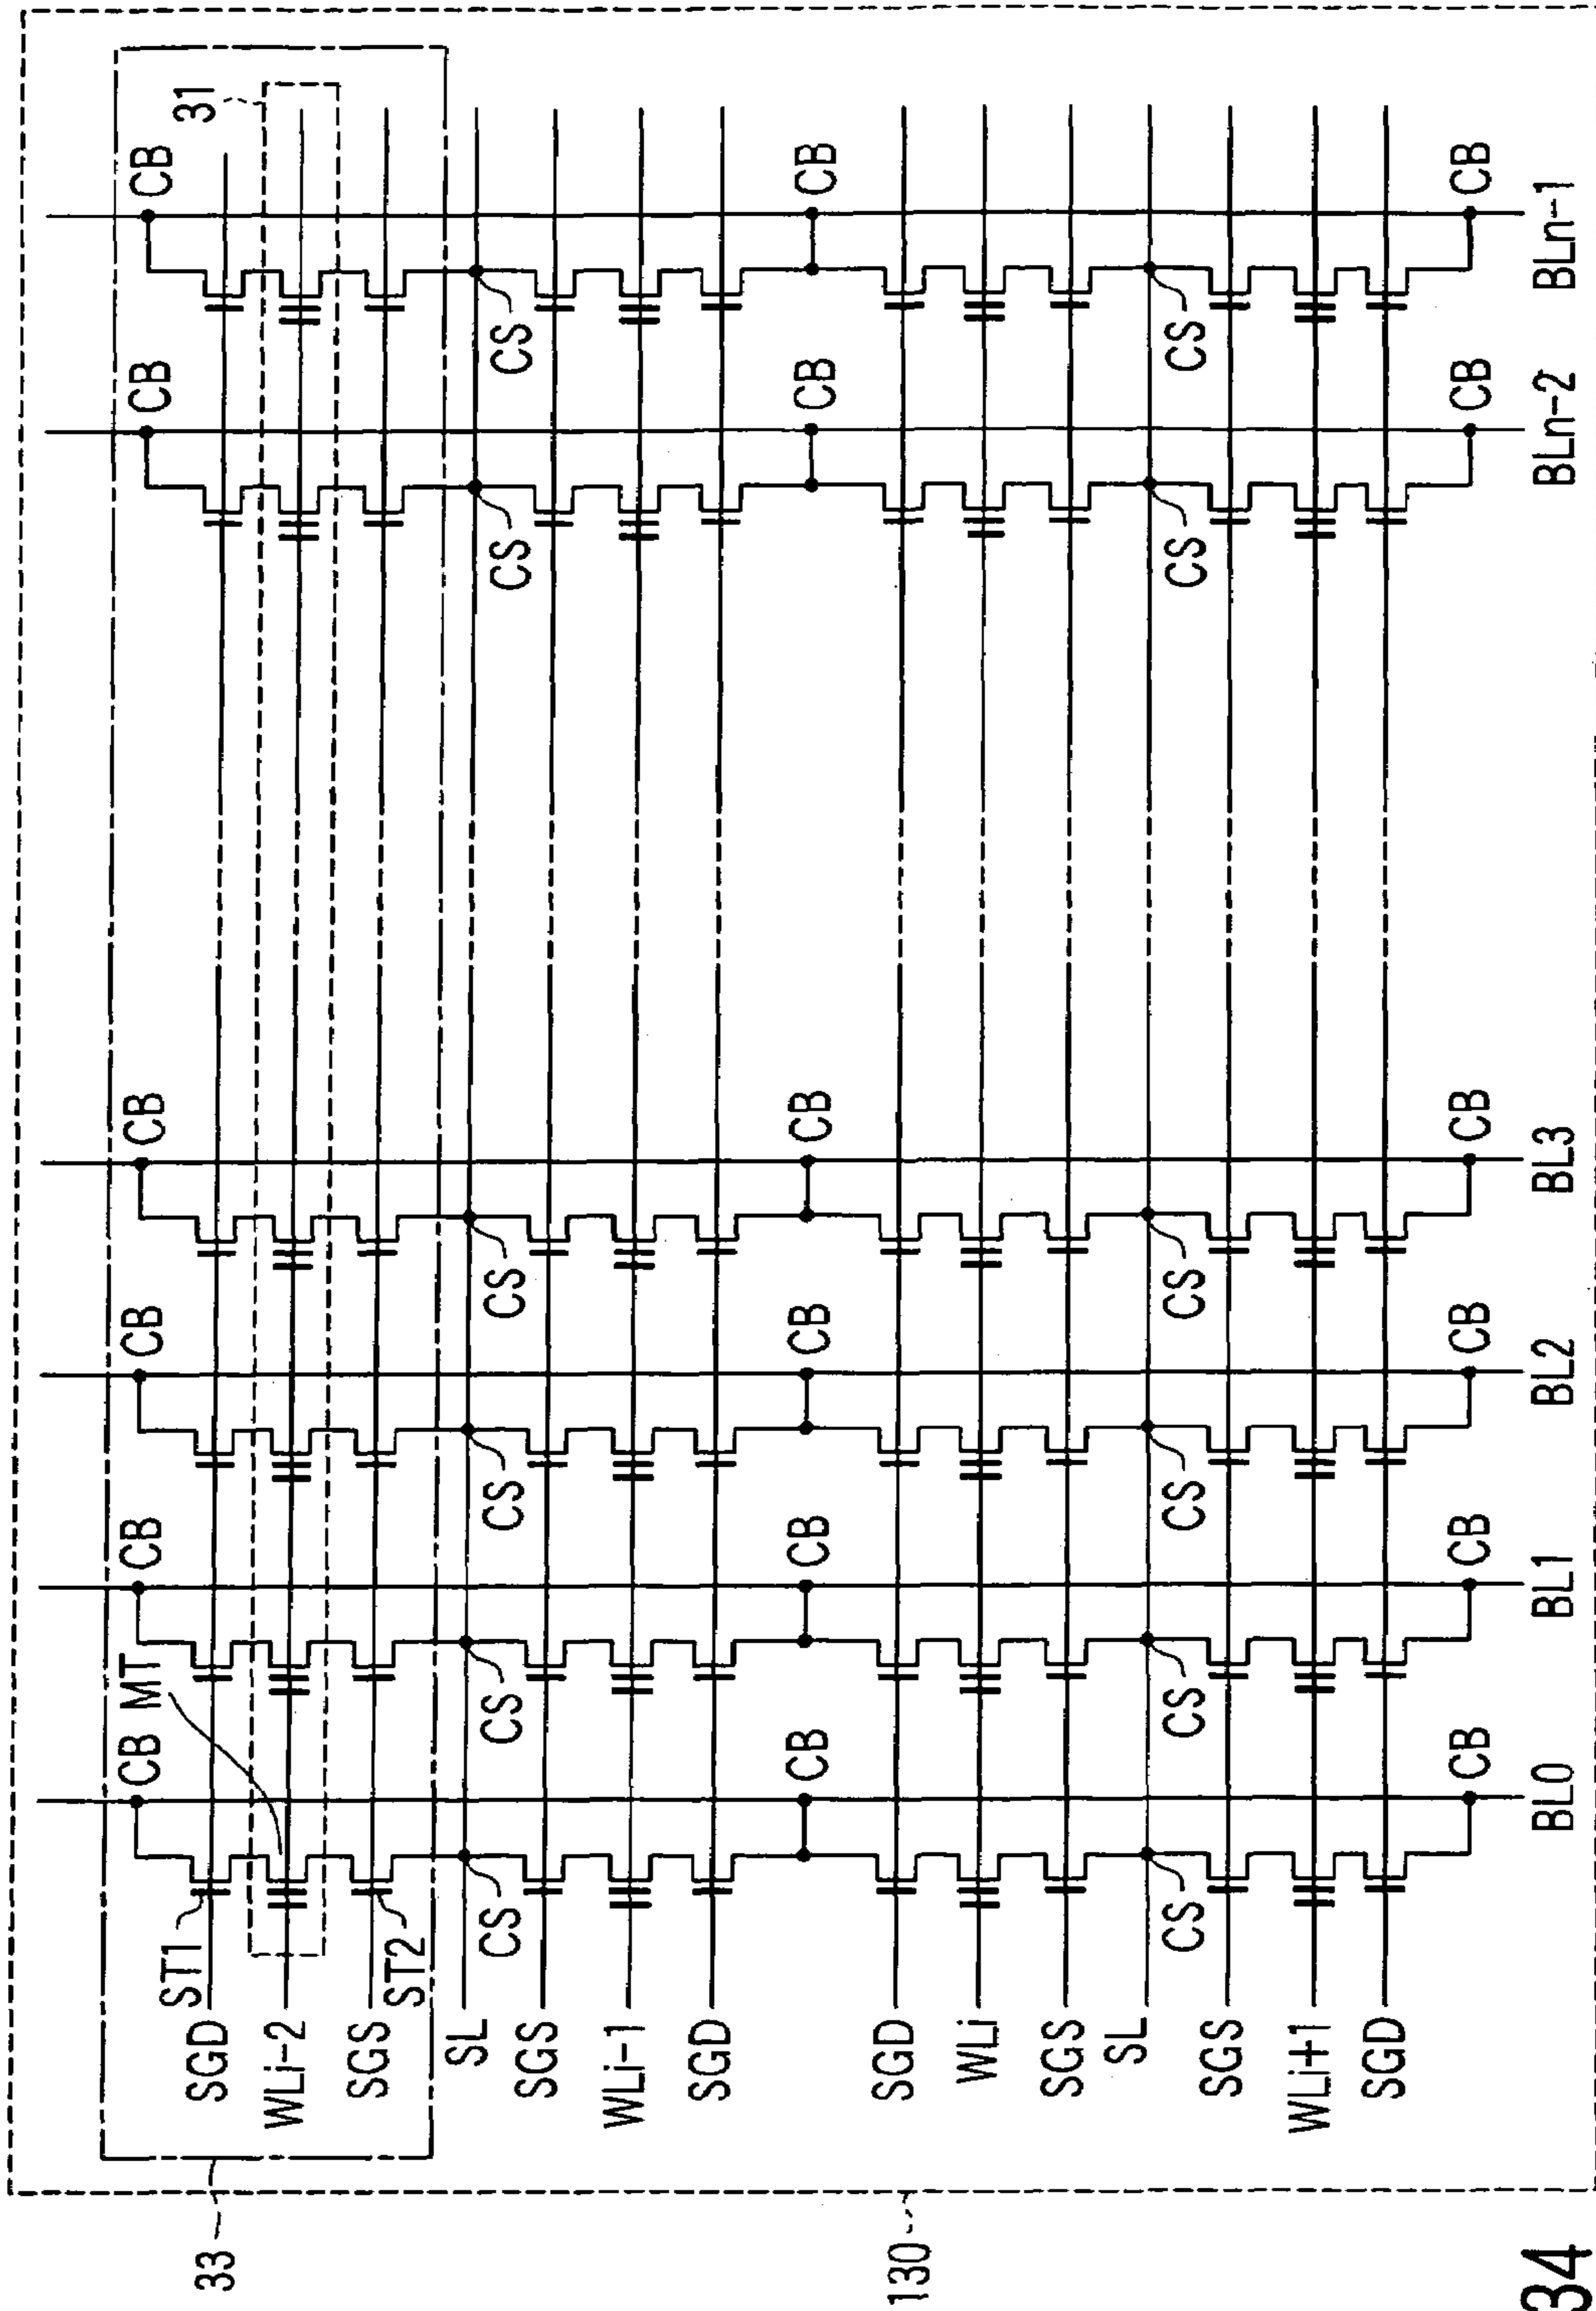 CB MT CB CB CB CB CB
31
ST1
33 SGD
WLi-2
SGS
ST2
SL
CS CS CS CS CS CS
SGS
WLi-1
SGD
CB CB CB CB CB CB
SGD
130
WLi
SGS
SL
CS CS CS CS CS CS
SGS
WLi+1
SGD
CB CB CB CB CB CB
34 BL0 BL1 BL2 BL3 BLn-2 BLn-1